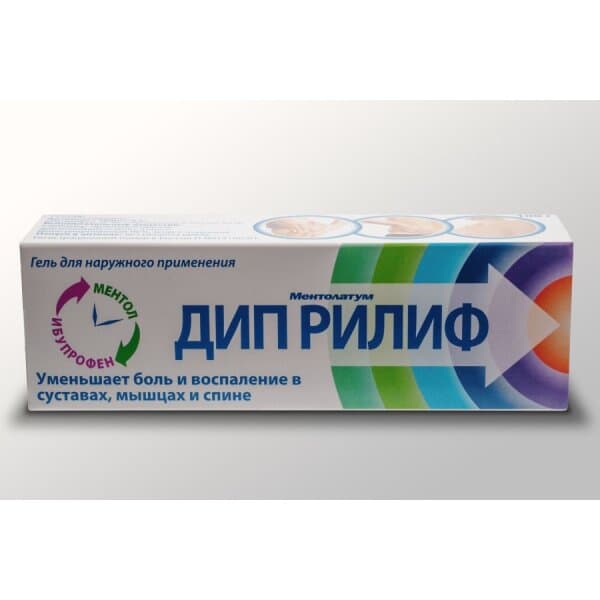 Гель для наружного применения
МЕНТОЛ
ИБУПРОФЕН
Ментолатум
ДИП РИЛИФ
Уменьшает боль и воспаление в
суставах, мышцах и спине